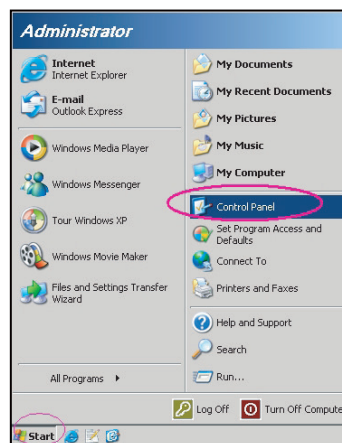 Administrator
Internet
Internet Explorer
E-mail
Outlook Express
Windows Media Player
Windows Messenger
Tour Windows XP
Windows Movie Maker
Files and Settings Transfer
Wizard
All Programs
My Documents
My Recent Documents
My Pictures
My Music
My Computer
Control Panel
Set Program Access and
Defaults
Connect To
Printers and Faxes
Help and Support
Search
Run...
Log Off
Turn Off Compute
Start